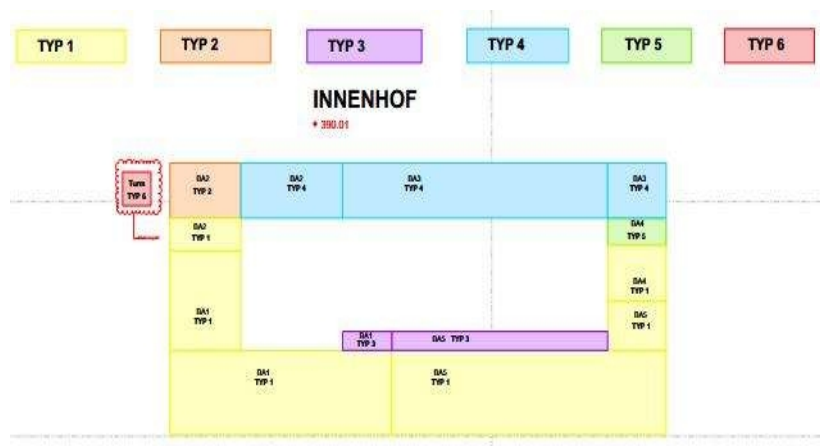 TYP 1 TYP 2 TYP 3 TYP 4 TYP 5 TYP 6
INNENHOF
+ 390.01
Turm
TYP 6
BA2
TYP 2
BA2
TYP 4
BA3
TYP 4
BA3
TYP 4
BA2
TYP 1
BA4
TYP 5
BA1
TYP 1
BA4
TYP 1
BA5
TYP 1
BA1
TYP 3
BA5 TYP 3
BA1
TYP 1
BA5
TYP 1